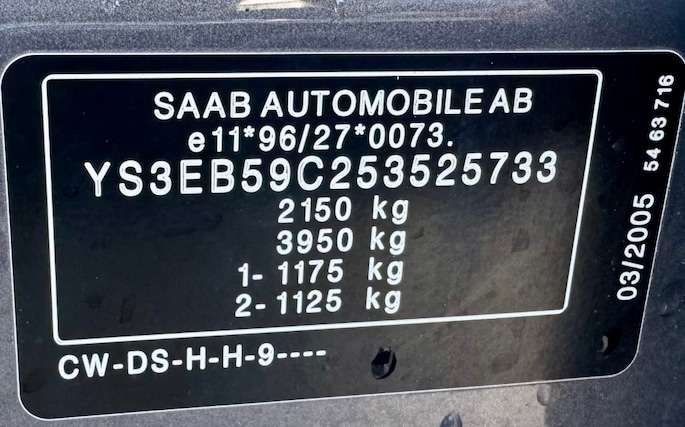 SAAB AUTOMOBILE AB
e11*96/27*0073.
YS3EB59C253525733
2150 kg
3950 kg
1- 1175 kg
2- 1125 kg
CW-DS-H-H-9----
03/2005
54 63 716